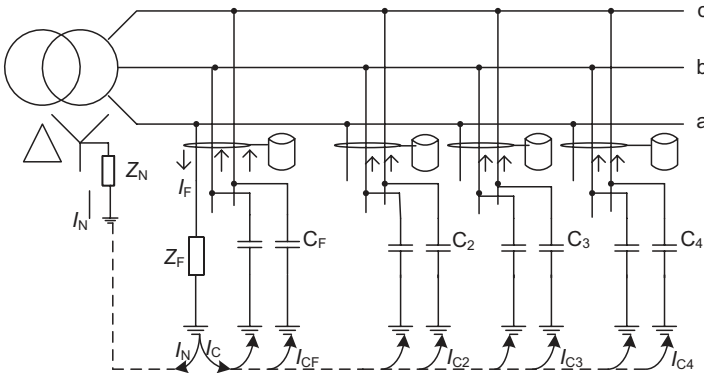 c
b
a
Z_N
I_F
I_N
C_F
C_2
C_3
C_4
Z_F
I_N
I_C
I_CF
I_C2
I_C3
I_C4